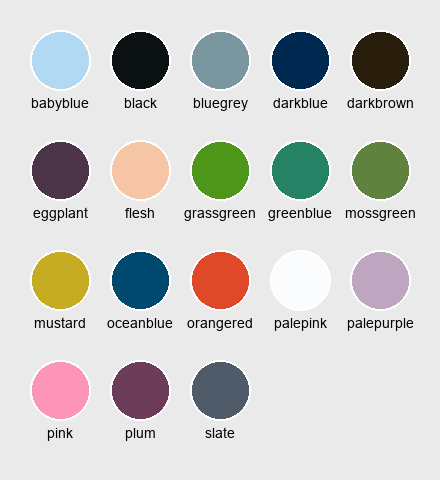 babyblue black bluegrey darkblue darkbrown
eggplant flesh grassgreen greenblue mossgreen
mustard oceanblue orangered palepink palepurple
pink plum slate